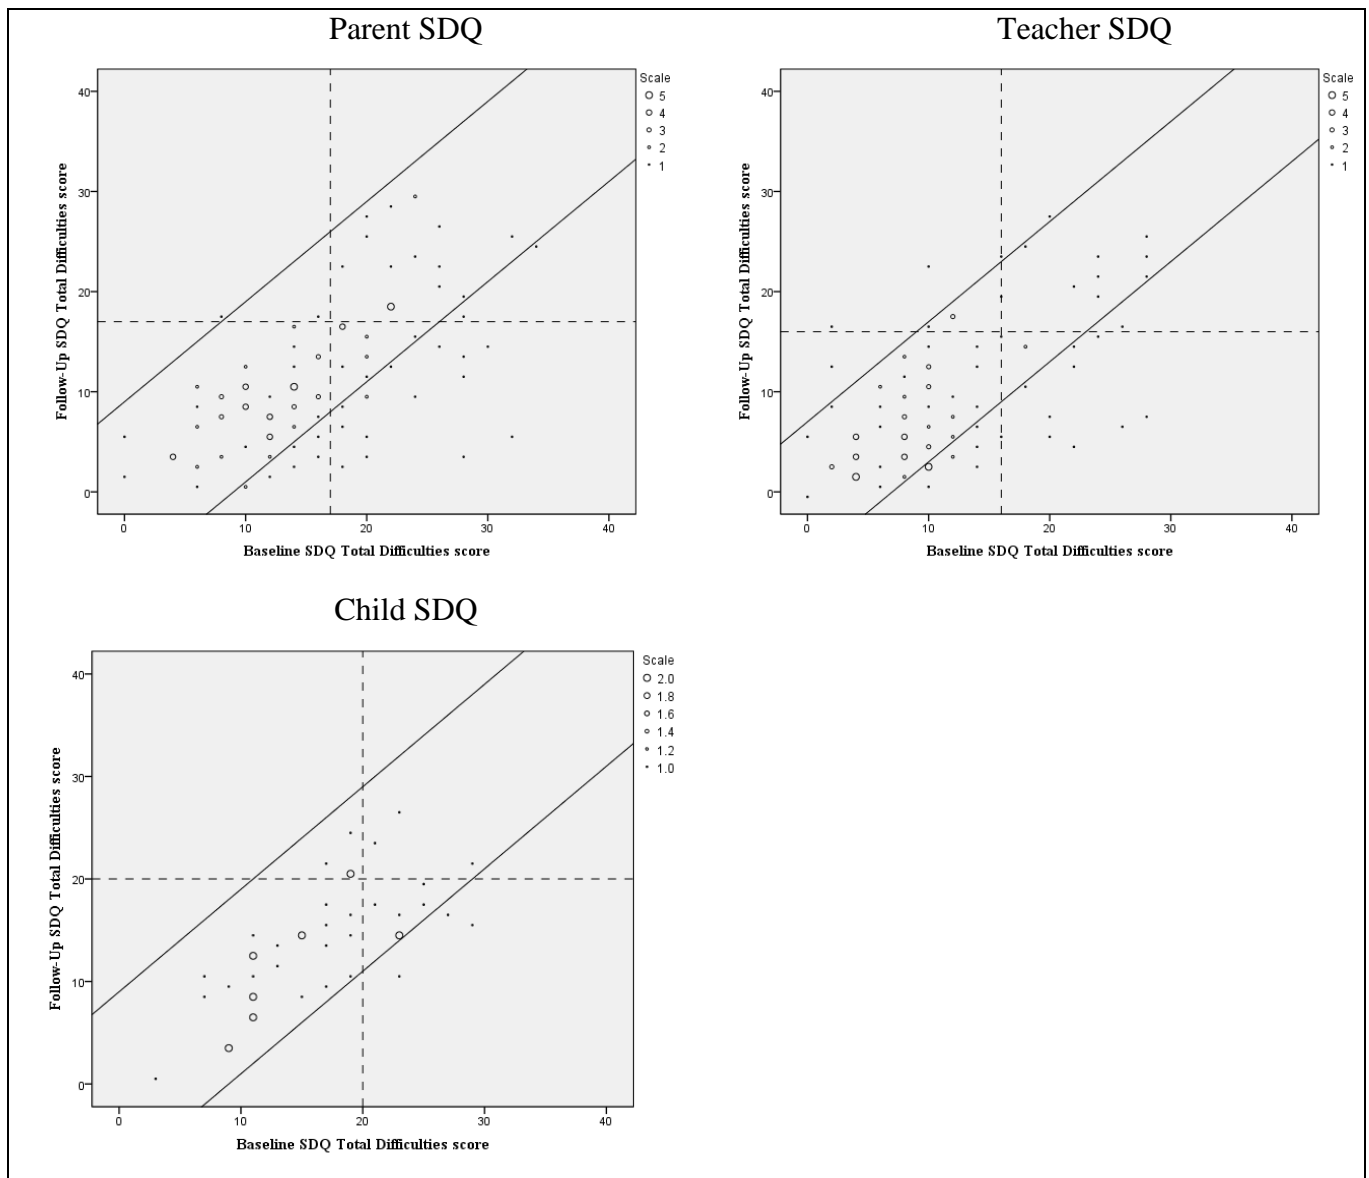 Parent SDQ
Scale
5
4
3
2
1
40
30
20
10
0
Follow-Up SDQ Total Difficulties score
0 10 20 30 40
Baseline SDQ Total Difficulties score
Teacher SDQ
Scale
5
4
3
2
1
40
30
20
10
0
Follow-Up SDQ Total Difficulties score
0 10 20 30 40
Baseline SDQ Total Difficulties score
Child SDQ
Scale
2.0
1.8
1.6
1.4
1.2
1.0
40
30
20
10
0
Follow-Up SDQ Total Difficulties score
0 10 20 30 40
Baseline SDQ Total Difficulties score